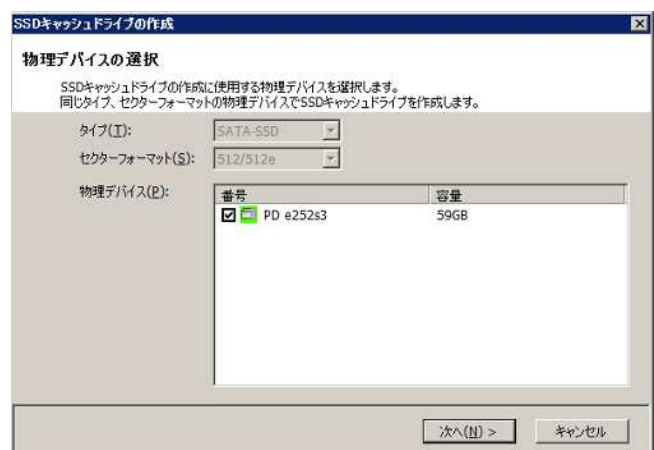 SSDキャッシュドライブの作成
物理デバイスの選択
SSDキャッシュドライブの作成に使用する物理デバイスを選択します。
同じタイプ、セクターフォーマットの物理デバイスでSSDキャッシュドライブを作成します。
タイプ(T): SATA-SSD
セクターフォーマット(S): 512/512e
物理デバイス(P): 番号 容量
PD e252s3 59GB
次へ(N) > キャンセル